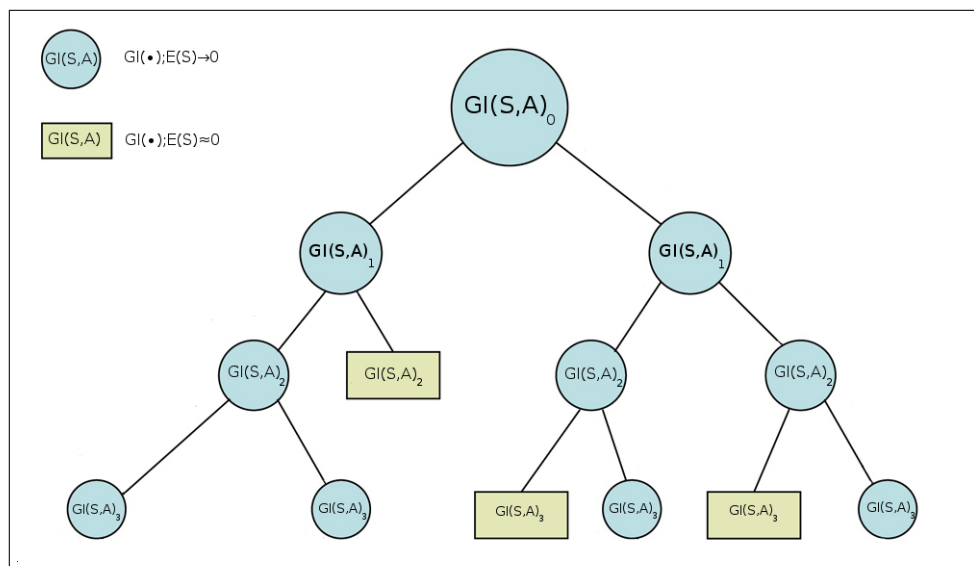 GI(S,A) GI(•);E(S)→0
GI(S,A)0
GI(S,A) GI(•);E(S)≈0
GI(S,A)1 GI(S,A)1
GI(S,A)2 GI(S,A)2 GI(S,A)2 GI(S,A)2
GI(S,A)3 GI(S,A)3 GI(S,A)3 GI(S,A)3 GI(S,A)3 GI(S,A)3